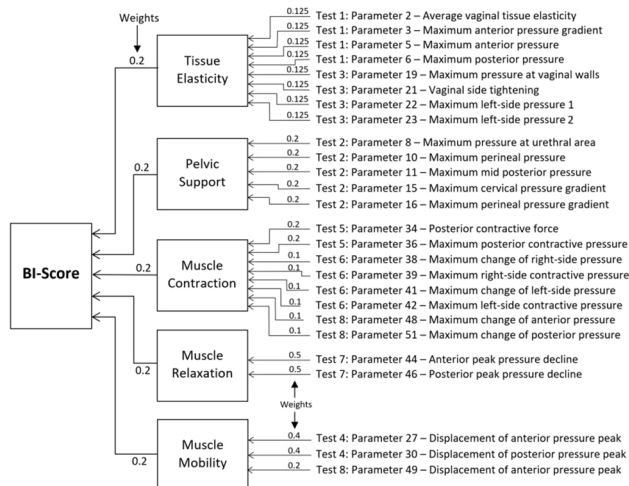 Weights
0.125 Test 1: Parameter 2 – Average vaginal tissue elasticity
0.125 Test 1: Parameter 3 – Maximum anterior pressure gradient
0.125 Test 1: Parameter 5 – Maximum anterior pressure
0.125 Test 1: Parameter 6 – Maximum posterior pressure
0.125 Test 3: Parameter 19 – Maximum pressure at vaginal walls
0.125 Test 3: Parameter 21 – Vaginal side tightening
0.125 Test 3: Parameter 22 – Maximum left-side pressure 1
0.125 Test 3: Parameter 23 – Maximum left-side pressure 2
0.2
Tissue
Elasticity
0.2 Test 2: Parameter 8 – Maximum pressure at urethral area
0.2 Test 2: Parameter 10 – Maximum perineal pressure
0.2 Test 2: Parameter 11 – Maximum mid posterior pressure
0.2 Test 2: Parameter 15 – Maximum cervical pressure gradient
0.2 Test 2: Parameter 16 – Maximum perineal pressure gradient
0.2
Pelvic
Support
BI-Score
0.2 Test 5: Parameter 34 – Posterior contractive force
0.2 Test 5: Parameter 36 – Maximum posterior contractive pressure
0.1 Test 6: Parameter 38 – Maximum change of right-side pressure
0.1 Test 6: Parameter 39 – Maximum right-side contractive pressure
0.1 Test 6: Parameter 41 – Maximum change of left-side pressure
0.1 Test 6: Parameter 42 – Maximum left-side contractive pressure
0.1 Test 8: Parameter 48 – Maximum change of anterior pressure
0.1 Test 8: Parameter 51 – Maximum change of posterior pressure
0.2
Muscle
Contraction
0.5 Test 7: Parameter 44 – Anterior peak pressure decline
0.5 Test 7: Parameter 46 – Posterior peak pressure decline
0.2
Muscle
Relaxation
Weights
0.4 Test 4: Parameter 27 – Displacement of anterior pressure peak
0.4 Test 4: Parameter 30 – Displacement of posterior pressure peak
0.2 Test 8: Parameter 49 – Displacement of anterior pressure peak
0.2
Muscle
Mobility